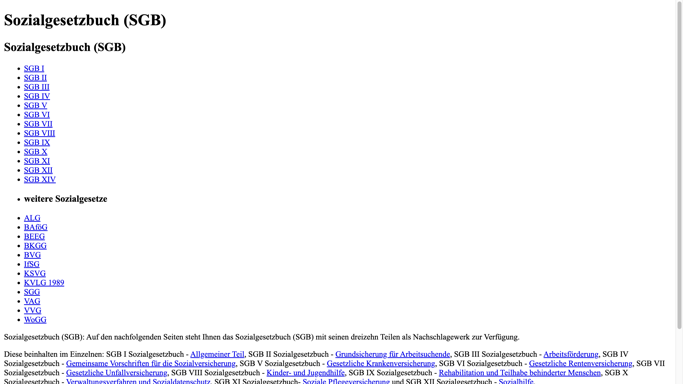 Sozialgesetzbuch (SGB)
Sozialgesetzbuch (SGB)
SGB I
SGB II
SGB III
SGB IV
SGB V
SGB VI
SGB VII
SGB VIII
SGB IX
SGB X
SGB XI
SGB XII
SGB XIV
weitere Sozialgesetze
ALG
BAföG
BEEG
BKGG
BVG
IfSG
KSVG
KVLG 1989
SGG
VAG
VVG
WoGG
Sozialgesetzbuch (SGB): Auf den nachfolgenden Seiten steht Ihnen das Sozialgesetzbuch (SGB) mit seinen dreizehn Teilen als Nachschlagewerk zur Verfügung.
Diese beinhalten im Einzelnen: SGB I Sozialgesetzbuch - Allgemeiner Teil, SGB II Sozialgesetzbuch - Grundsicherung für Arbeitsuchende, SGB III Sozialgesetzbuch - Arbeitsförderung, SGB IV
Sozialgesetzbuch - Gemeinsame Vorschriften für die Sozialversicherung, SGB V Sozialgesetzbuch - Gesetzliche Krankenversicherung, SGB VI Sozialgesetzbuch - Gesetzliche Rentenversicherung, SGB VII
Sozialgesetzbuch - Gesetzliche Unfallversicherung, SGB VIII Sozialgesetzbuch - Kinder- und Jugendhilfe, SGB IX Sozialgesetzbuch - Rehabilitation und Teilhabe behinderter Menschen, SGB X
Sozialgesetzbuch - Verwaltungsverfahren und Sozialdatenschutz, SGB XI Sozialgesetzbuch- Soziale Pflegeversicherung und SGB XII Sozialgesetzbuch - Sozialhilfe.